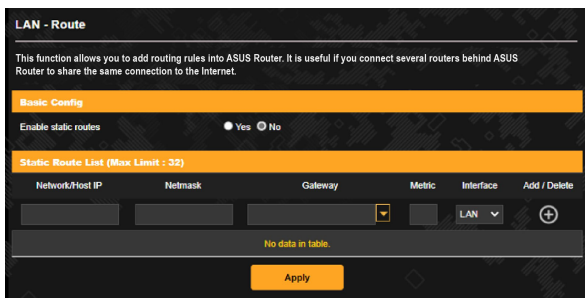 LAN - Route
This function allows you to add routing rules into ASUS Router. It is useful if you connect several routers behind ASUS
Router to share the same connection to the Internet.
Basic Config
Enable static routes Yes No
Static Route List (Max Limit : 32)
Network/Host IP Netmask Gateway Metric Interface Add / Delete
LAN
No data in table.
Apply